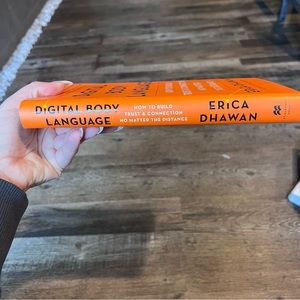 DIGITAL BODY
LANGUAGE
HOW TO BUILD
TRUST & CONNECTION
NO MATTER THE DISTANCE
ERICA
DHAWAN